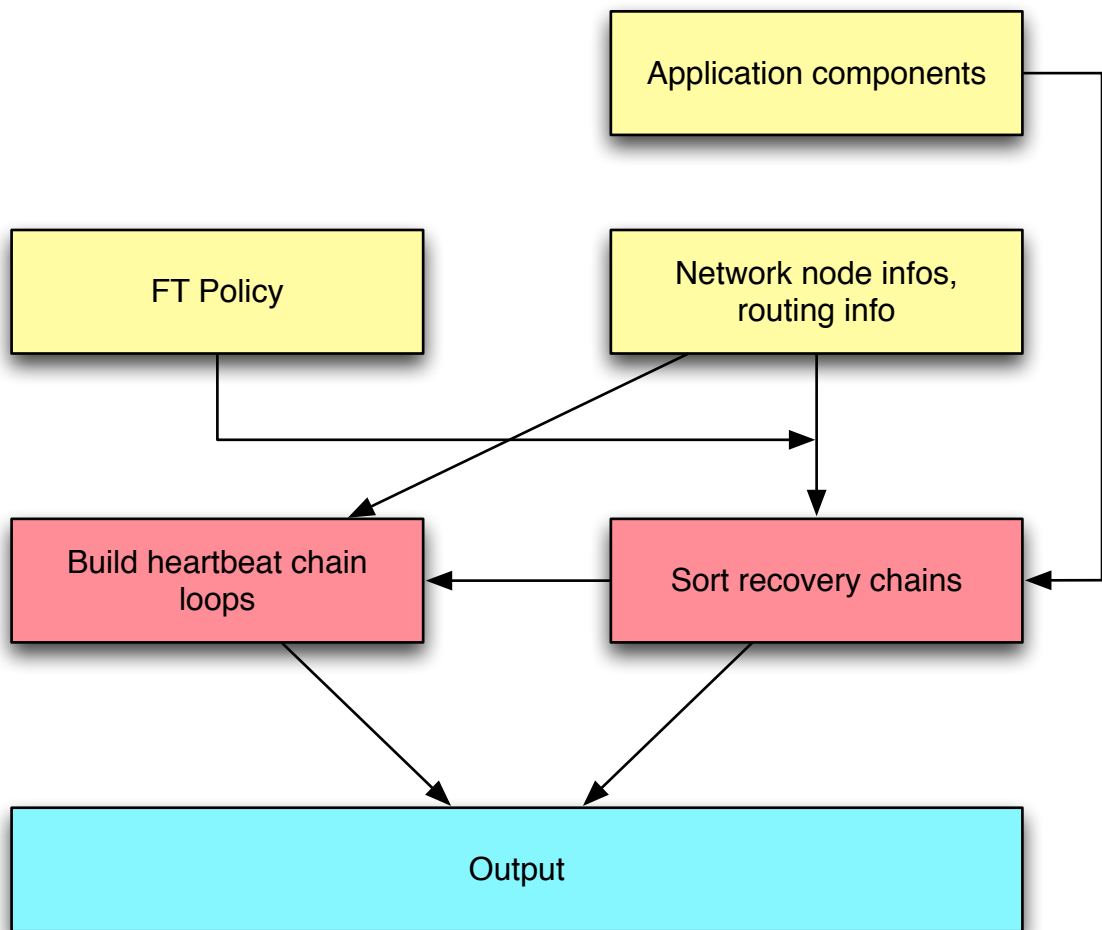 Application components
FT Policy
Network node infos,
routing info
Build heartbeat chain
loops
Sort recovery chains
Output